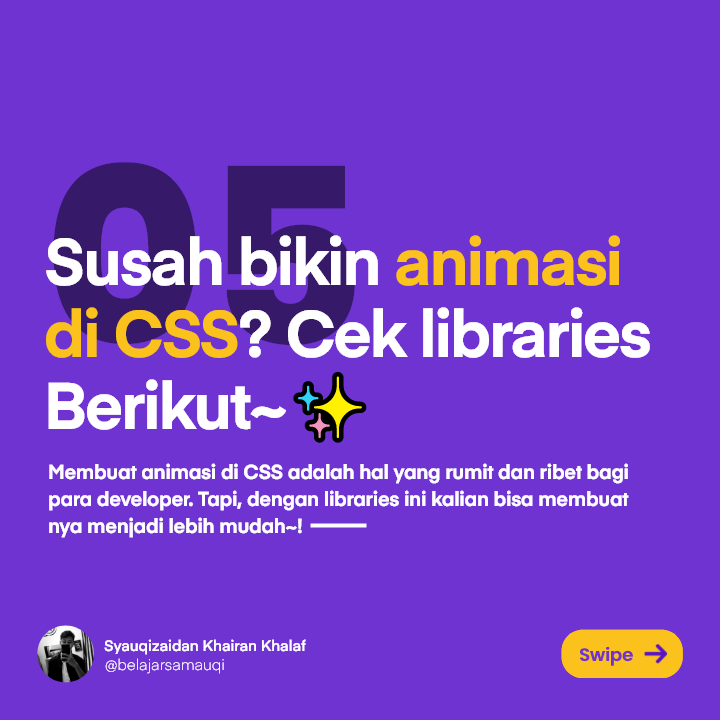 05
Susah bikin animasi
di CSS? Cek libraries
Berikut~
Membuat animasi di CSS adalah hal yang rumit dan ribet bagi
para developer. Tapi, dengan libraries ini kalian bisa membuat
nya menjadi lebih mudah~!
Syauqizaidan Khairan Khalaf
@belajarsamauqi
Swipe